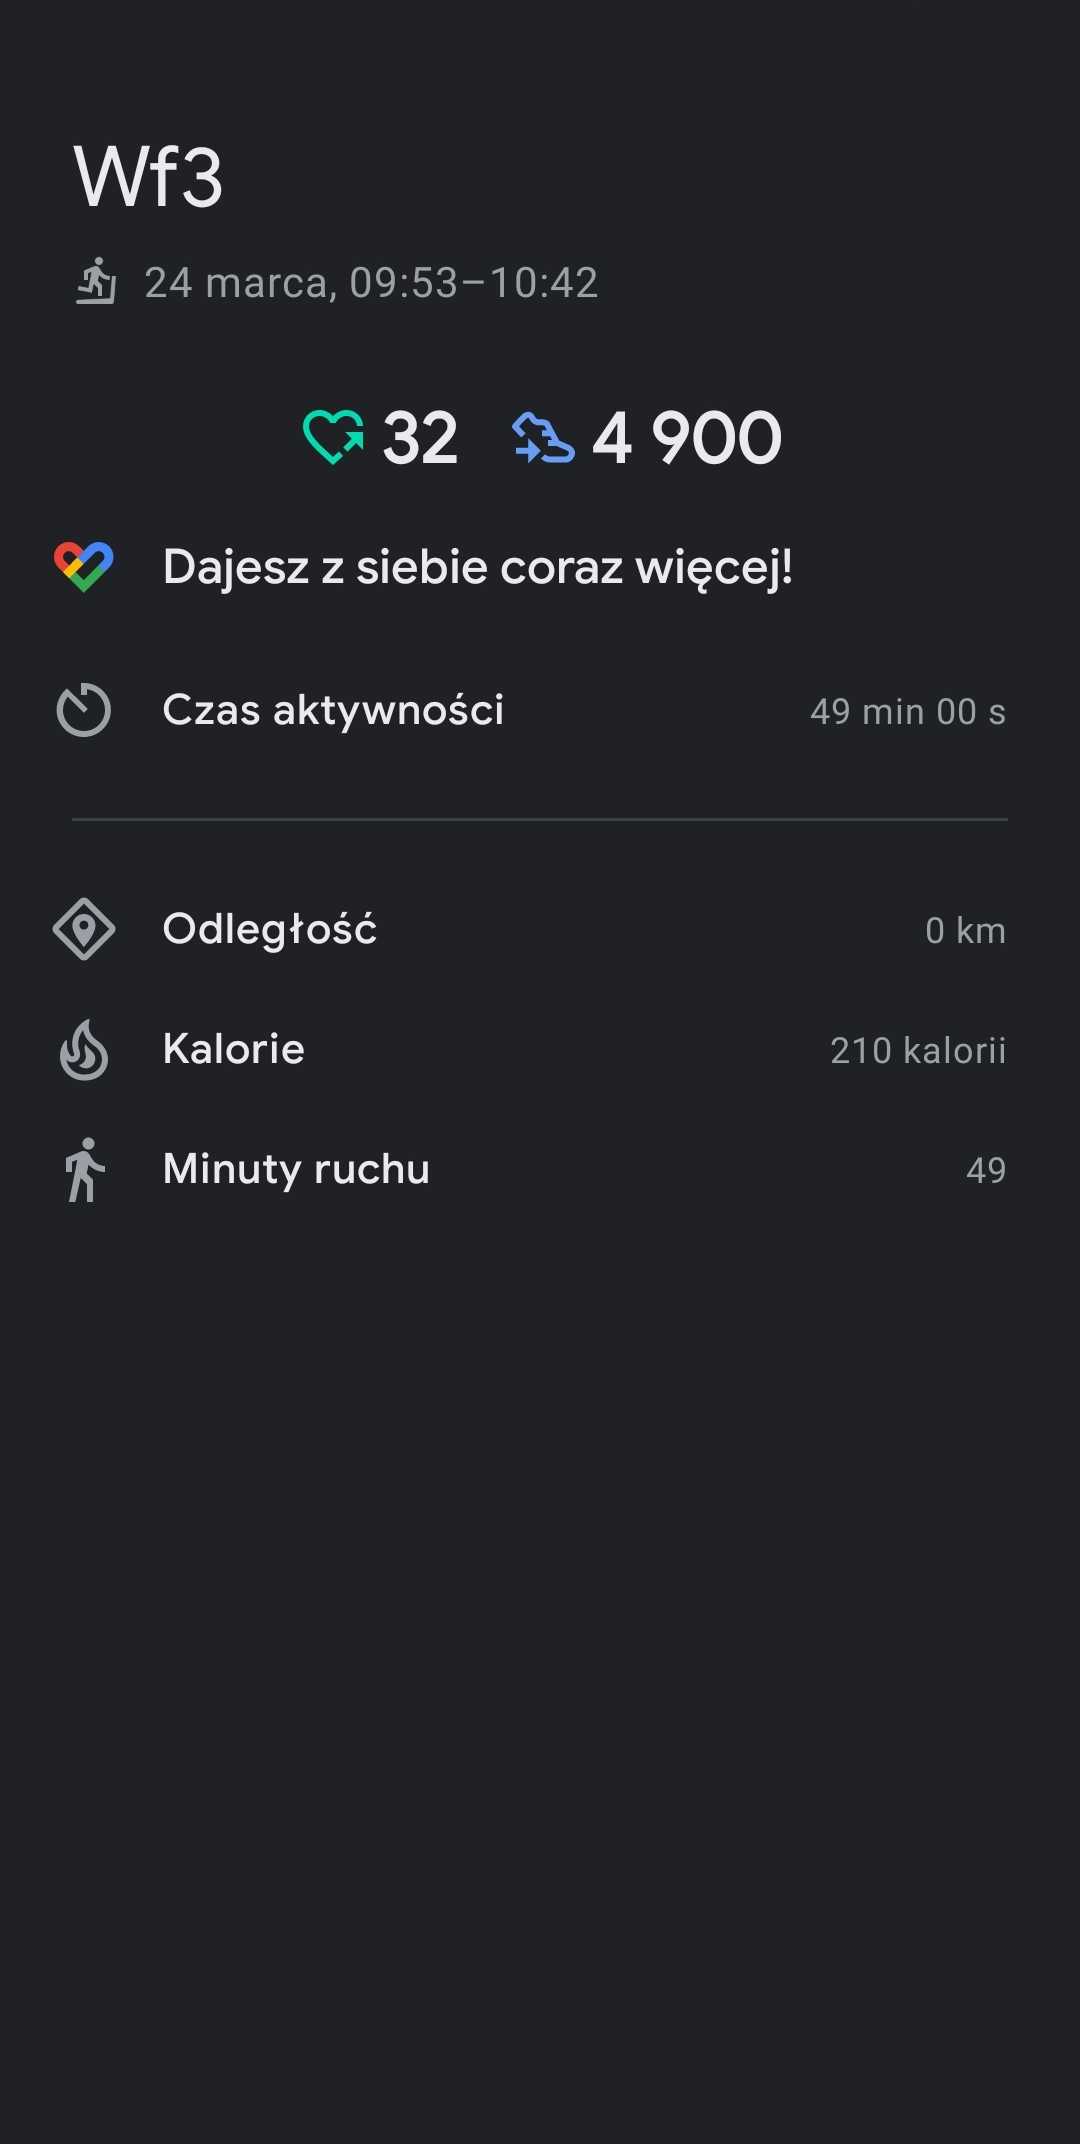 Wf3
24 marca, 09:53–10:42
32 4 900
Dajesz z siebie coraz więcej!
Czas aktywności 49 min 00 s
Odległość 0 km
Kalorie 210 kalorii
Minuty ruchu 49